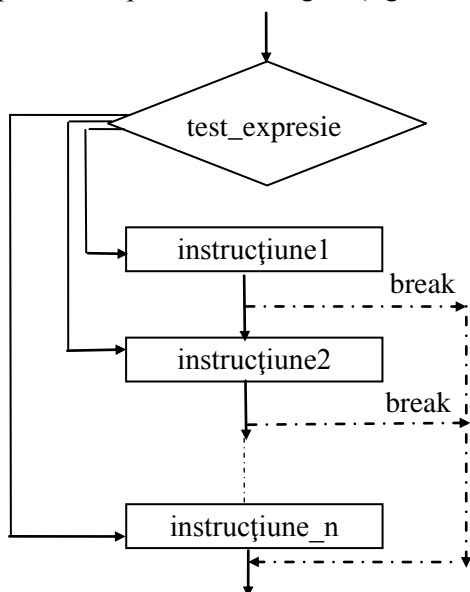 test_expresie
instrucţiune1
break
instrucţiune2
break
instrucţiune_n